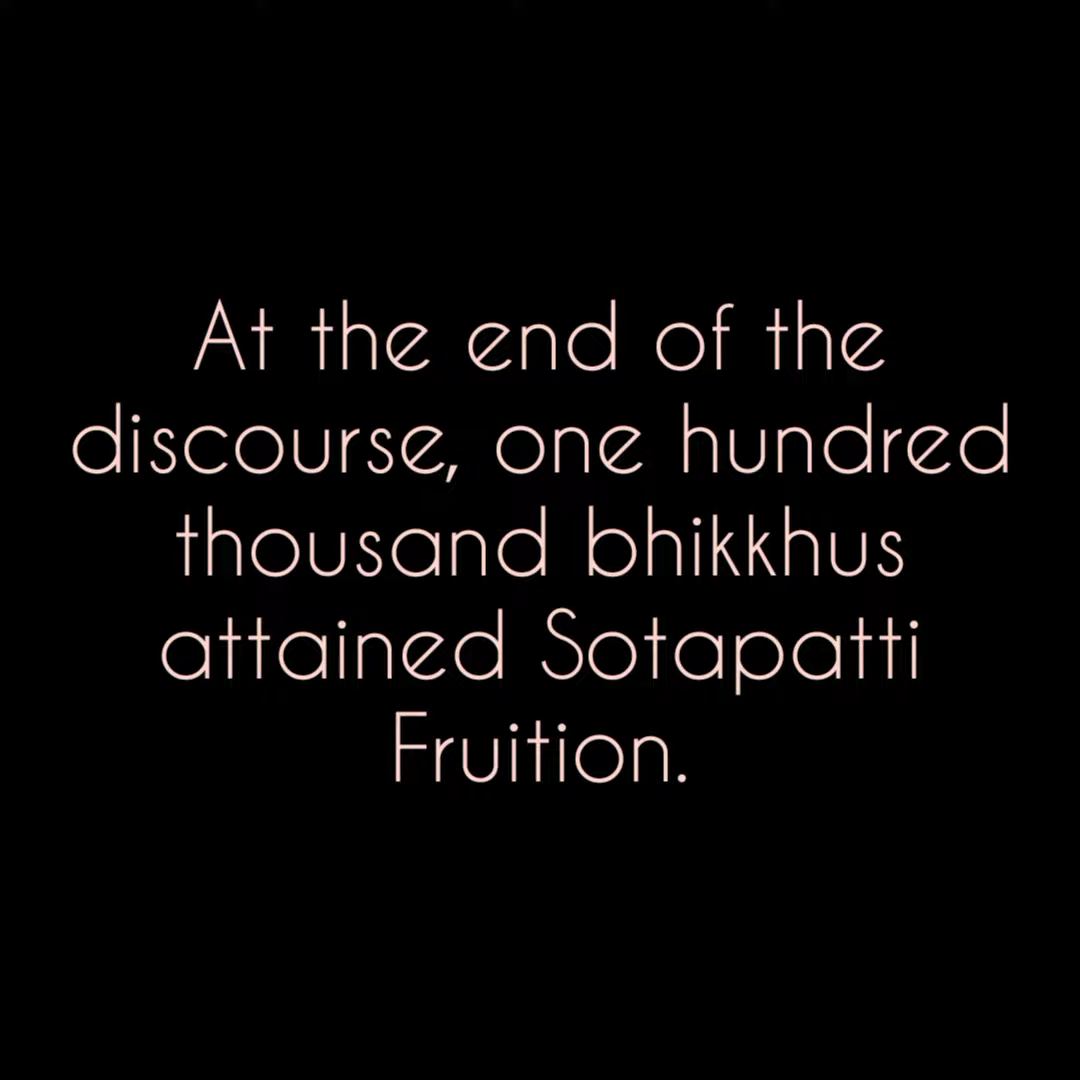 At the end of the
discourse, one hundred
thousand bhikkhus
attained Sotapatti
Fruition.